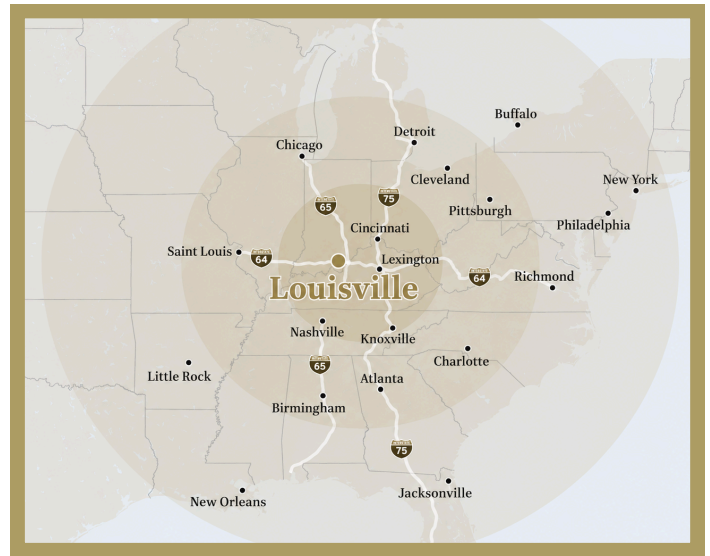 Buffalo
Detroit
Chicago
Cleveland
New York
75
65
Pittsburgh
Philadelphia
Cincinnati
Saint Louis
64
Lexington
64
Richmond
Louisville
Nashville
Knoxville
Charlotte
65
Little Rock
Atlanta
Birmingham
75
Jacksonville
New Orleans